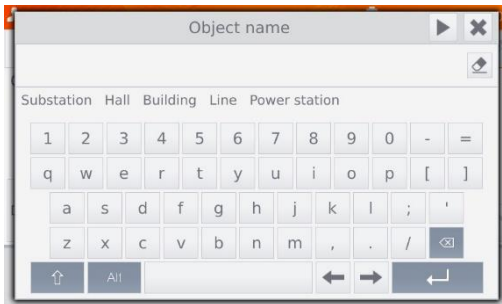 Object name
Substation Hall Building Line Power station
1 2 3 4 5 6 7 8 9 0 - =
q w e r t y u i o p [ ]
a s d f g h j k l ; '
z x c v b n m , . /
Alt